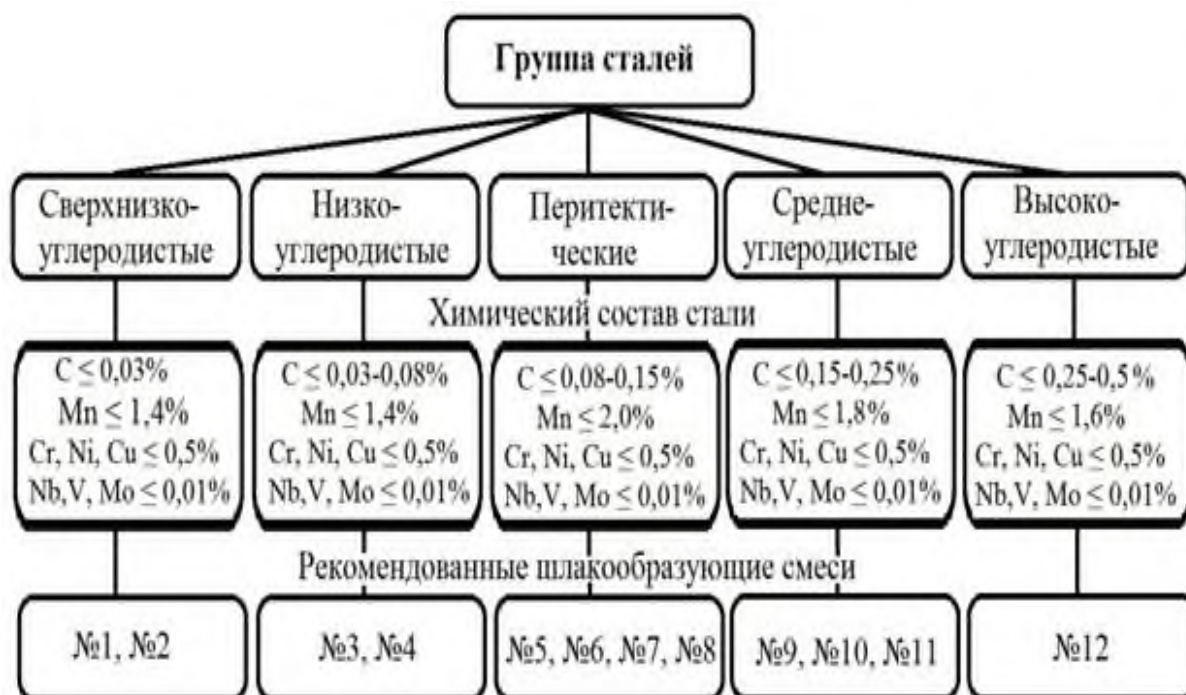 Группа сталей
Сверхнизко-
углеродистые
Низко-
углеродистые
Перитекти-
ческие
Средне-
углеродистые
Высоко-
углеродистые
Химический состав стали
C ≤ 0,03%
Mn ≤ 1,4%
Cr, Ni, Cu ≤ 0,5%
Nb,V, Mo ≤ 0,01%
C ≤ 0,03-0,08%
Mn ≤ 1,4%
Cr, Ni, Cu ≤ 0,5%
Nb,V, Mo ≤ 0,01%
C ≤ 0,08-0,15%
Mn ≤ 2,0%
Cr, Ni, Cu ≤ 0,5%
Nb,V, Mo ≤ 0,01%
C ≤ 0,15-0,25%
Mn ≤ 1,8%
Cr, Ni, Cu ≤ 0,5%
Nb,V, Mo ≤ 0,01%
C ≤ 0,25-0,5%
Mn ≤ 1,6%
Cr, Ni, Cu ≤ 0,5%
Nb,V, Mo ≤ 0,01%
Рекомендованные шлакообразующие смеси
№1, №2
№3, №4
№5, №6, №7, №8
№9, №10, №11
№12